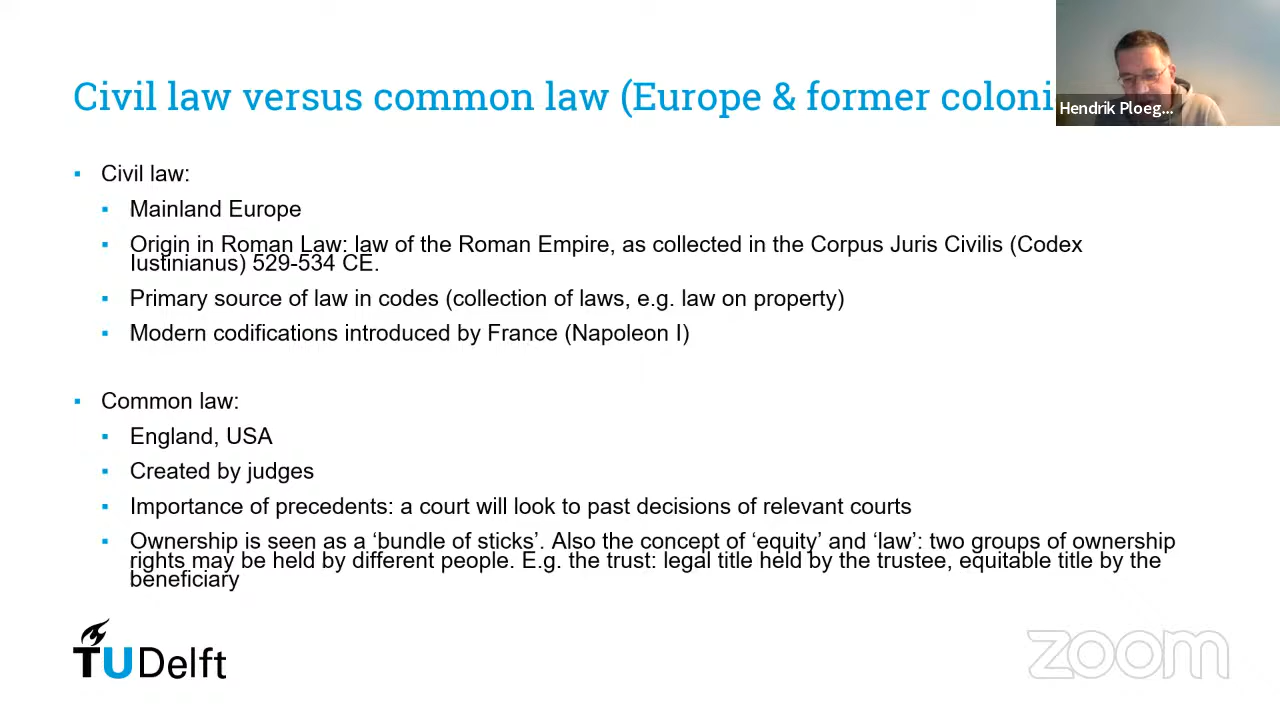 Civil law versus common law (Europe & former coloni
Hendrik Ploeg...
Civil law:
Mainland Europe
Origin in Roman Law: law of the Roman Empire, as collected in the Corpus Juris Civilis (Codex
Iustinianus) 529-534 CE.
Primary source of law in codes (collection of laws, e.g. law on property)
Modern codifications introduced by France (Napoleon I)
Common law:
England, USA
Created by judges
Importance of precedents: a court will look to past decisions of relevant courts
Ownership is seen as a ‘bundle of sticks’. Also the concept of ‘equity’ and ‘law’: two groups of ownership
rights may be held by different people. E.g. the trust: legal title held by the trustee, equitable title by the
beneficiary
TUDelft
zoom